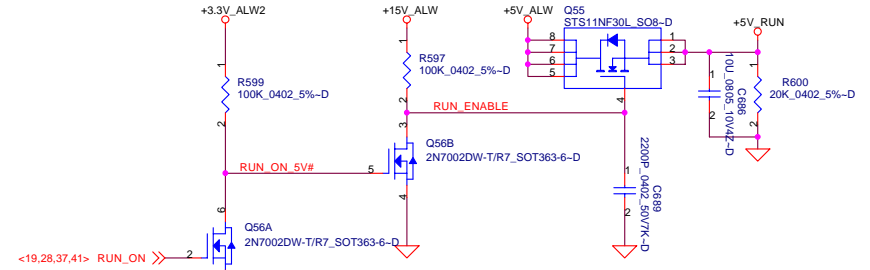 +3.3V_ALW2
+15V_ALW
+5V_ALW
Q55
STS11NF30L_SO8~D
+5V_RUN
8
7
6
5
1
2
3
4
1
R599
100K_0402_5%~D
2
1
R597
100K_0402_5%~D
2
1
10U_0805_10V4Z~D
C686
2
1
R600
20K_0402_5%~D
2
RUN_ENABLE
3
Q56B
2N7002DW-T/R7_SOT363-6~D
5
4
RUN_ON_5V#
1
2200P_0402_50V7K~D
C689
2
6
Q56A
2N7002DW-T/R7_SOT363-6~D
<19,28,37,41> RUN_ON
2